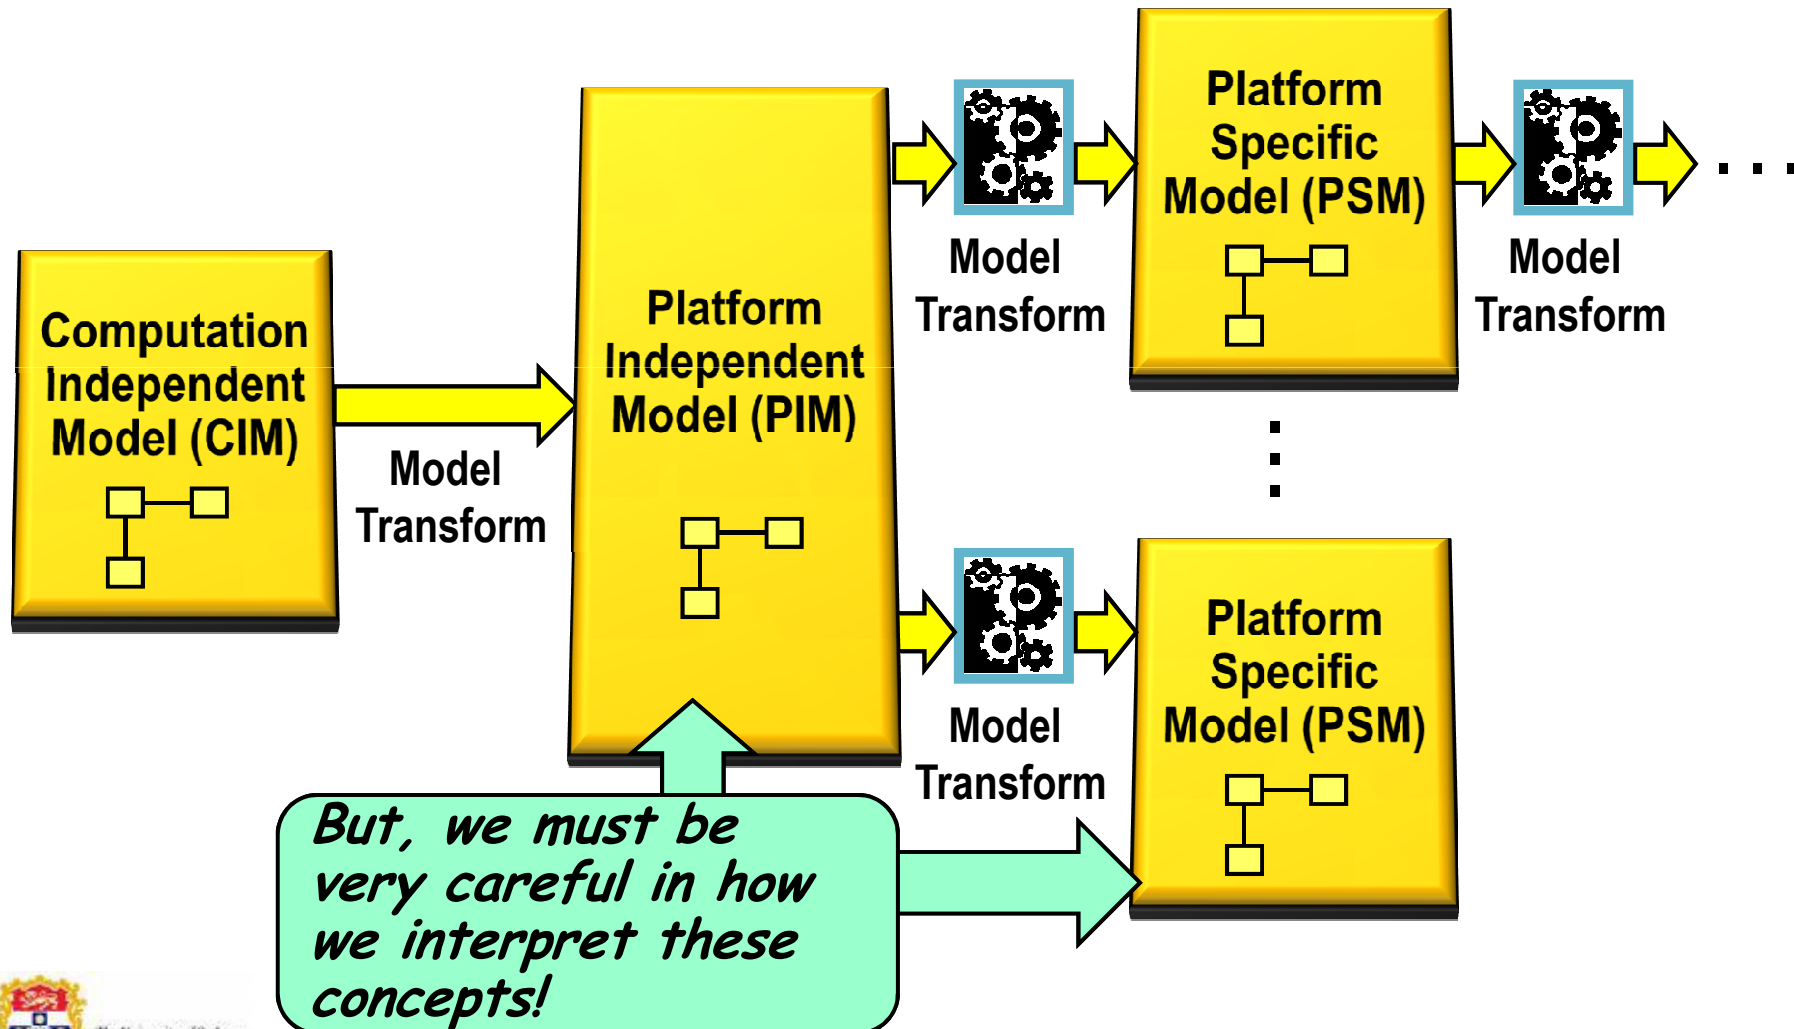 Computation
Independent
Model (CIM)
Model
Transform
Platform
Independent
Model (PIM)
Model
Transform
Platform
Specific
Model (PSM)
Model
Transform
. . .
Model
Transform
Platform
Specific
Model (PSM)
But, we must be
very careful in how
we interpret these
concepts!